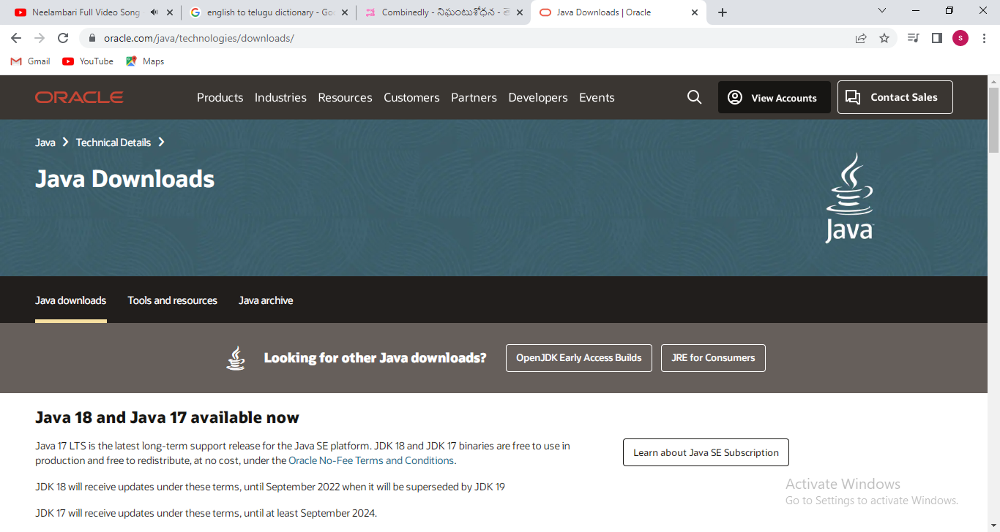 Neelambari Full Video Song
english to telugu dictionary - Goo
Combinedly - నిఘంటుశోధన - తె
Java Downloads | Oracle
oracle.com/java/technologies/downloads/
s
Gmail
YouTube
Maps
ORACLE
Products
Industries
Resources
Customers
Partners
Developers
Events
View Accounts
Contact Sales
Java
Technical Details
Java Downloads
Java
Java downloads
Tools and resources
Java archive
Looking for other Java downloads?
OpenJDK Early Access Builds
JRE for Consumers
Java 18 and Java 17 available now
Java 17 LTS is the latest long-term support release for the Java SE platform. JDK 18 and JDK 17 binaries are free to use in
production and free to redistribute, at no cost, under the Oracle No-Fee Terms and Conditions.
Learn about Java SE Subscription
JDK 18 will receive updates under these terms, until September 2022 when it will be superseded by JDK 19
JDK 17 will receive updates under these terms, until at least September 2024.
Activate Windows
Go to Settings to activate Windows.